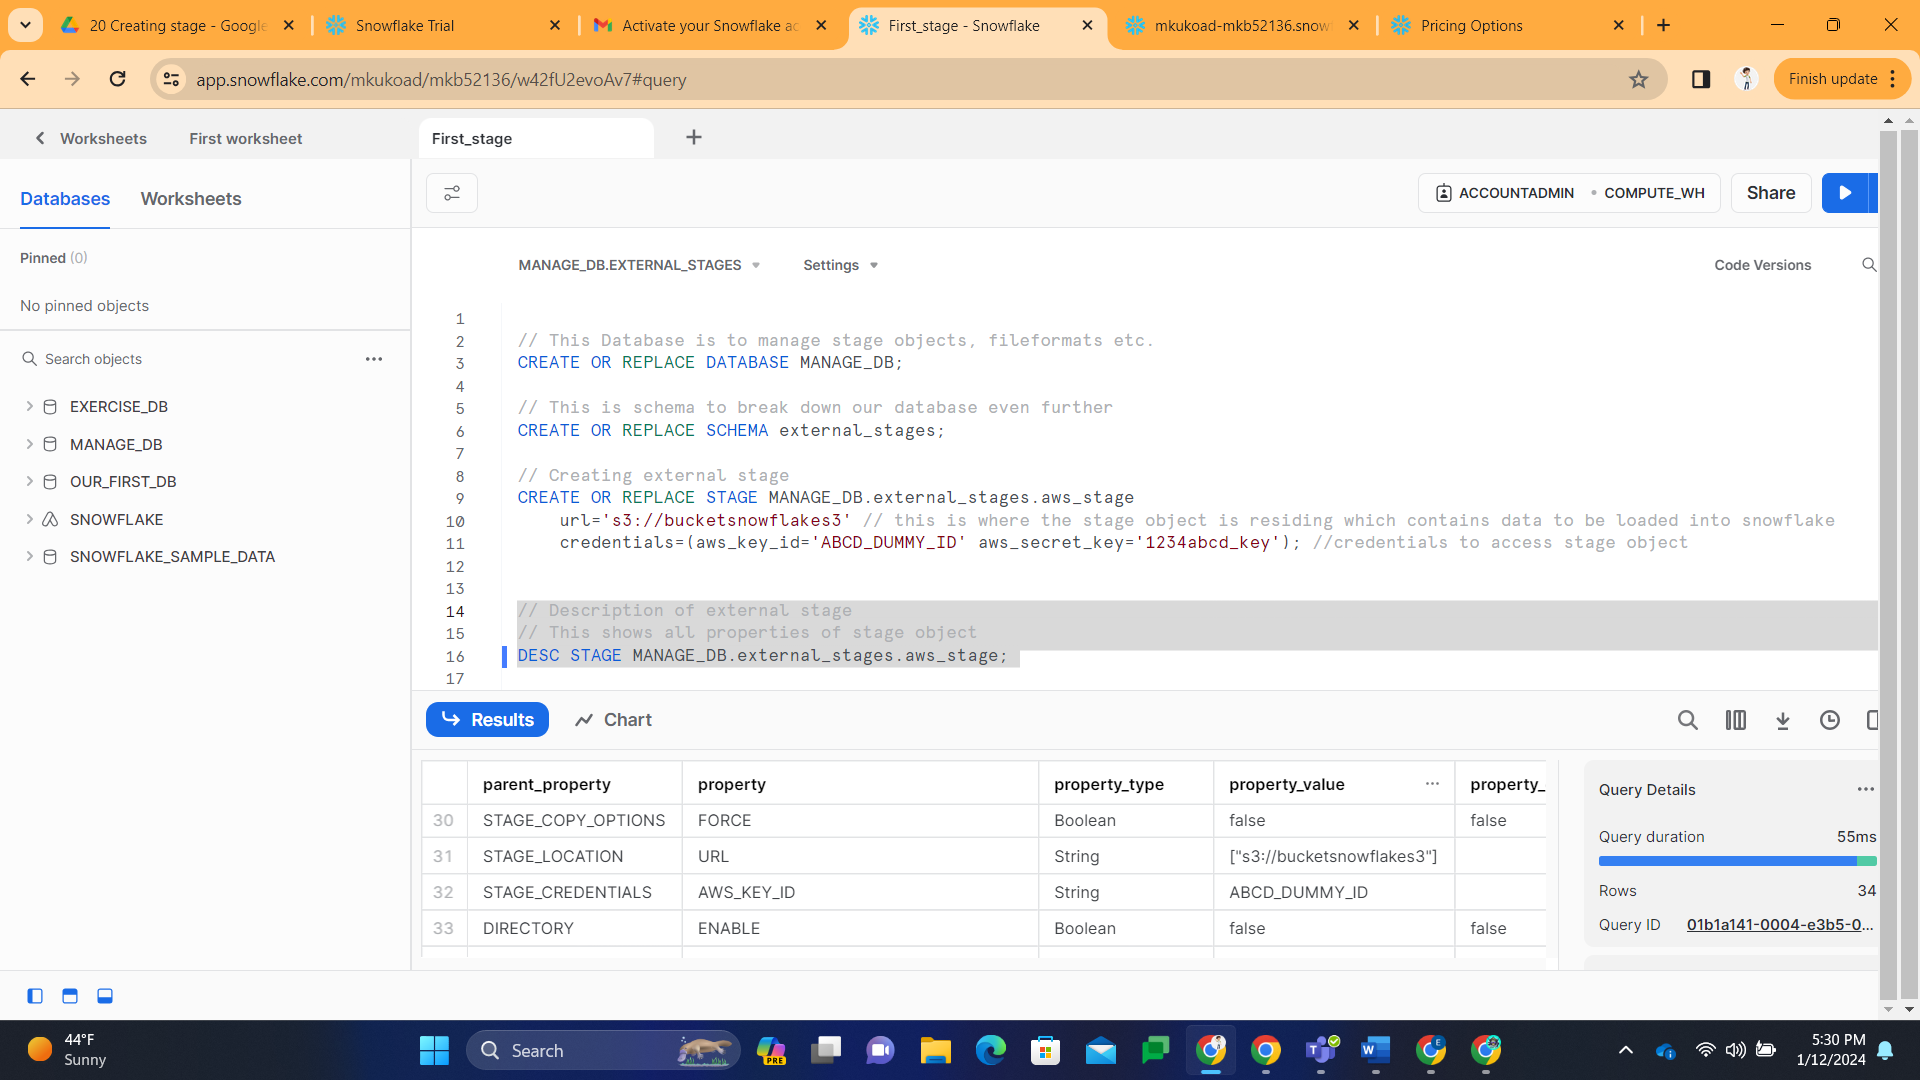 20 Creating stage - Google
Snowflake Trial
Activate your Snowflake ac
First_stage - Snowflake
mkukoad-mkb52136.snow
Pricing Options
app.snowflake.com/mkukoad/mkb52136/w42fU2evoAv7#query
Finish update
Worksheets
First worksheet
First_stage
Databases
Worksheets
ACCOUNTADMIN
COMPUTE_WH
Share
Pinned (0)
No pinned objects
Search objects
EXERCISE_DB
MANAGE_DB
OUR_FIRST_DB
SNOWFLAKE
SNOWFLAKE_SAMPLE_DATA
MANAGE_DB.EXTERNAL_STAGES
Settings
Code Versions
1
2 // This Database is to manage stage objects, fileformats etc.
3 CREATE OR REPLACE DATABASE MANAGE_DB;
4
5 // This is schema to break down our database even further
6 CREATE OR REPLACE SCHEMA external_stages;
7
8 // Creating external stage
9 CREATE OR REPLACE STAGE MANAGE_DB.external_stages.aws_stage
10 url='s3://bucketsnowflakes3' // this is where the stage object is residing which contains data to be loaded into snowflake
11 credentials=(aws_key_id='ABCD_DUMMY_ID' aws_secret_key='1234abcd_key'); //credentials to access stage object
12
13
14 // Description of external stage
15 // This shows all properties of stage object
16 DESC STAGE MANAGE_DB.external_stages.aws_stage;
17
Results
Chart
parent_property property property_type property_value ... property_
30 STAGE_COPY_OPTIONS FORCE Boolean false false
31 STAGE_LOCATION URL String ["s3://bucketsnowflakes3"]
32 STAGE_CREDENTIALS AWS_KEY_ID String ABCD_DUMMY_ID
33 DIRECTORY ENABLE Boolean false false
Query Details
Query duration 55ms
Rows 34
Query ID 01b1a141-0004-e3b5-0...
44°F
Sunny
Search
PRE
5:30 PM
1/12/2024